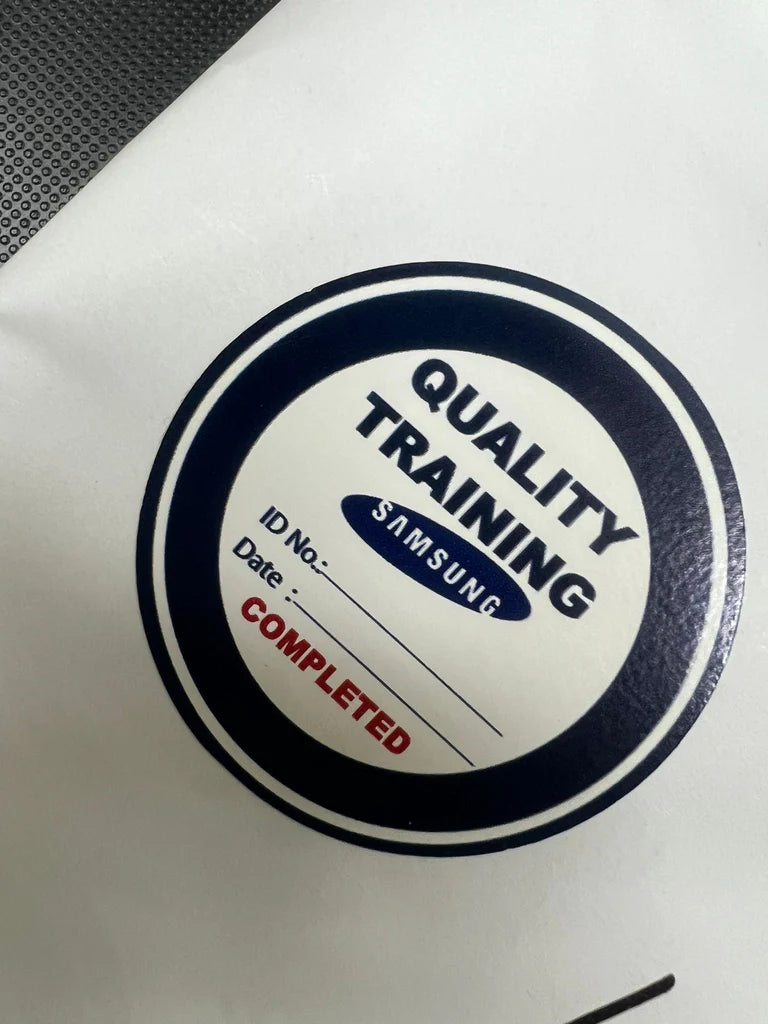 QUALITY
TRAINING
SAMSUNG
ID No.:
Date :
COMPLETED